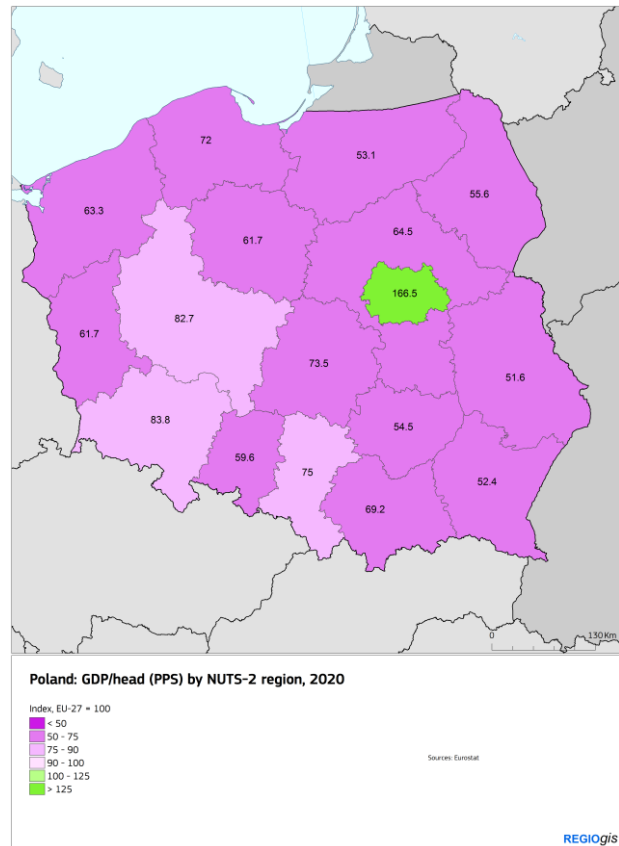 72
53.1
55.6
63.3
61.7
64.5
166.5
82.7
61.7
73.5
51.6
83.8
54.5
59.6
75
52.4
69.2
0 130 Km
Poland: GDP/head (PPS) by NUTS-2 region, 2020
Index, EU-27 = 100
< 50
50 - 75
75 - 90
90 - 100
100 - 125
> 125
Sources: Eurostat
REGIOgis